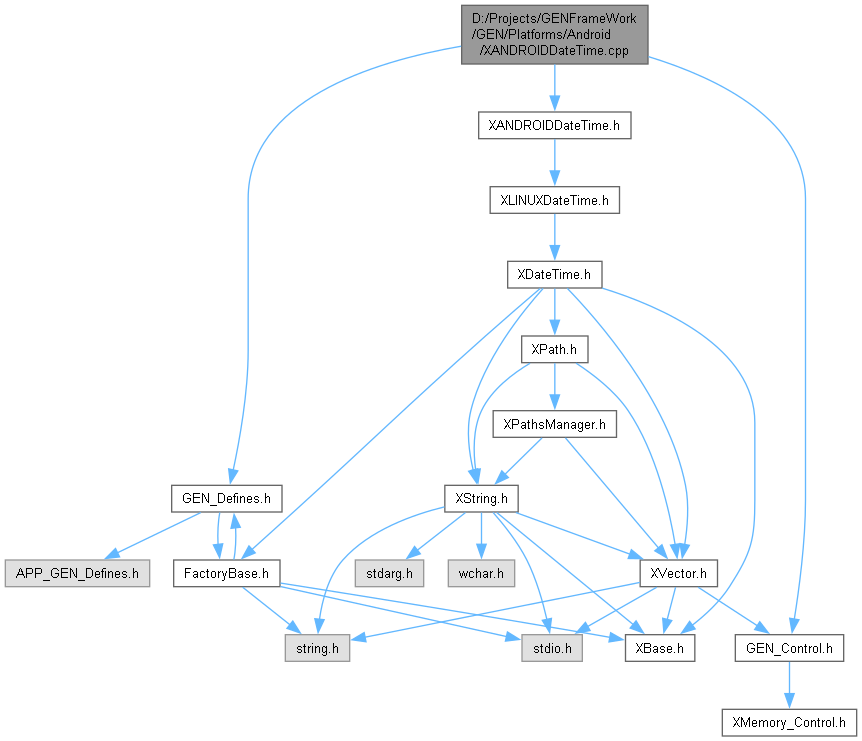 D:/Projects/GENFrameWork
/GEN/Platforms/Android
/XANDROIDDateTime.cpp
XANDROIDDateTime.h
XLINUXDateTime.h
XDateTime.h
XPath.h
XPathsManager.h
GEN_Defines.h
XString.h
APP_GEN_Defines.h
FactoryBase.h
stdarg.h
wchar.h
XVector.h
string.h
stdio.h
XBase.h
GEN_Control.h
XMemory_Control.h